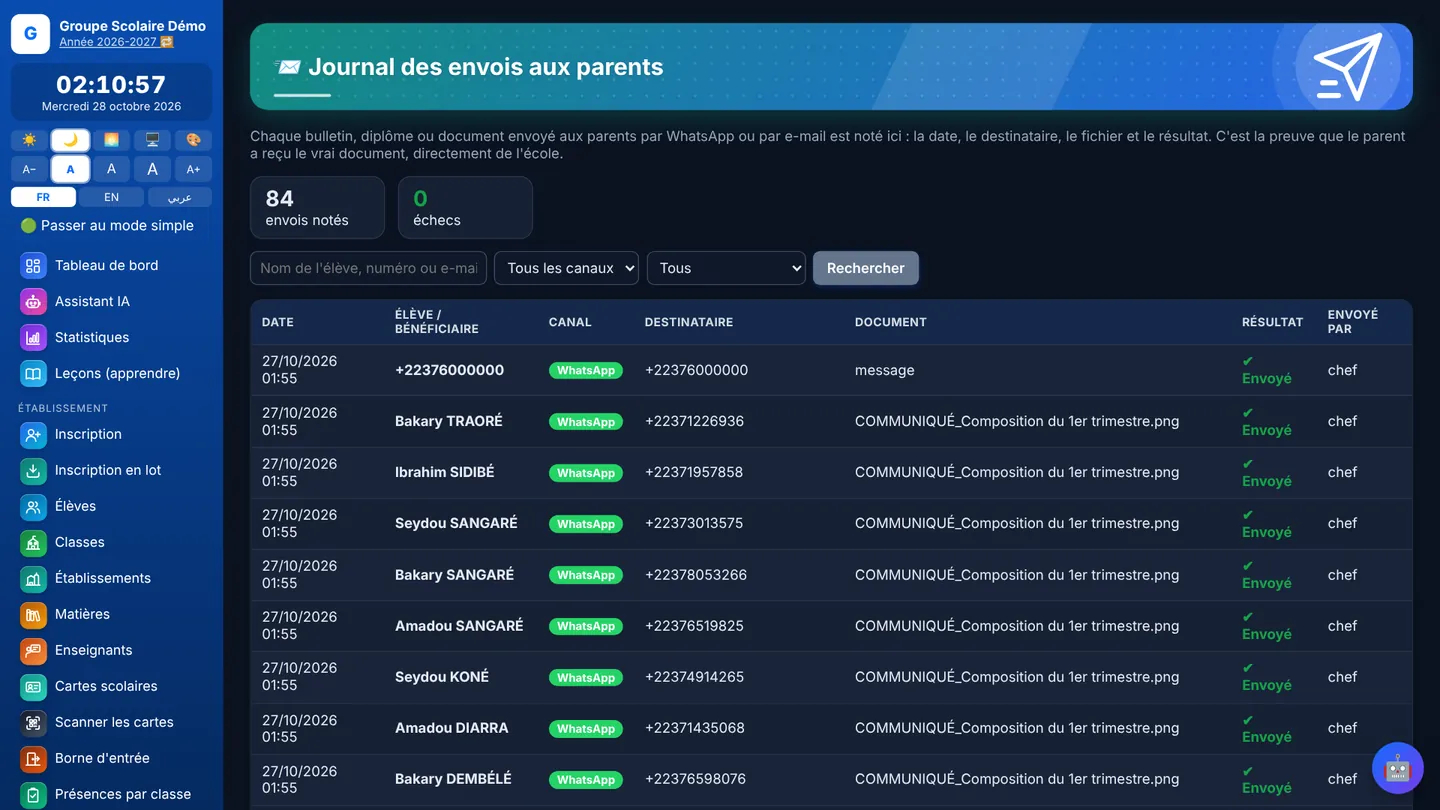 G
Groupe Scolaire Démo
Année 2026-2027
02:10:57
Mercredi 28 octobre 2026
A− A A A A+
FR EN عربي
Passer au mode simple
Tableau de bord
Assistant IA
Statistiques
Leçons (apprendre)
ÉTABLISSEMENT
Inscription
Inscription en lot
Élèves
Classes
Établissements
Matières
Enseignants
Cartes scolaires
Scanner les cartes
Borne d'entrée
Présences par classe
Journal des envois aux parents
Chaque bulletin, diplôme ou document envoyé aux parents par WhatsApp ou par e-mail est noté ici : la date, le destinataire, le fichier et le résultat. C'est la preuve que le parent
a reçu le vrai document, directement de l'école.
84
envois notés
0
échecs
Nom de l'élève, numéro ou e-mai Tous les canaux Tous Rechercher
DATE ÉLÈVE / BÉNÉFICIAIRE CANAL DESTINATAIRE DOCUMENT RÉSULTAT ENVOYÉ PAR
27/10/2026 01:55 +22376000000 WhatsApp +22376000000 message ✔ Envoyé chef
27/10/2026 01:55 Bakary TRAORÉ WhatsApp +22371226936 COMMUNIQUÉ_Composition du 1er trimestre.png ✔ Envoyé chef
27/10/2026 01:55 Ibrahim SIDIBÉ WhatsApp +22371957858 COMMUNIQUÉ_Composition du 1er trimestre.png ✔ Envoyé chef
27/10/2026 01:55 Seydou SANGARÉ WhatsApp +22373013575 COMMUNIQUÉ_Composition du 1er trimestre.png ✔ Envoyé chef
27/10/2026 01:55 Bakary SANGARÉ WhatsApp +22378053266 COMMUNIQUÉ_Composition du 1er trimestre.png ✔ Envoyé chef
27/10/2026 01:55 Amadou SANGARÉ WhatsApp +22376519825 COMMUNIQUÉ_Composition du 1er trimestre.png ✔ Envoyé chef
27/10/2026 01:55 Seydou KONÉ WhatsApp +22374914265 COMMUNIQUÉ_Composition du 1er trimestre.png ✔ Envoyé chef
27/10/2026 01:55 Amadou DIARRA WhatsApp +22371435068 COMMUNIQUÉ_Composition du 1er trimestre.png ✔ Envoyé chef
27/10/2026 01:55 Bakary DEMBÉLÉ WhatsApp +22376598076 COMMUNIQUÉ_Composition du 1er trimestre.png ✔ Envoyé chef